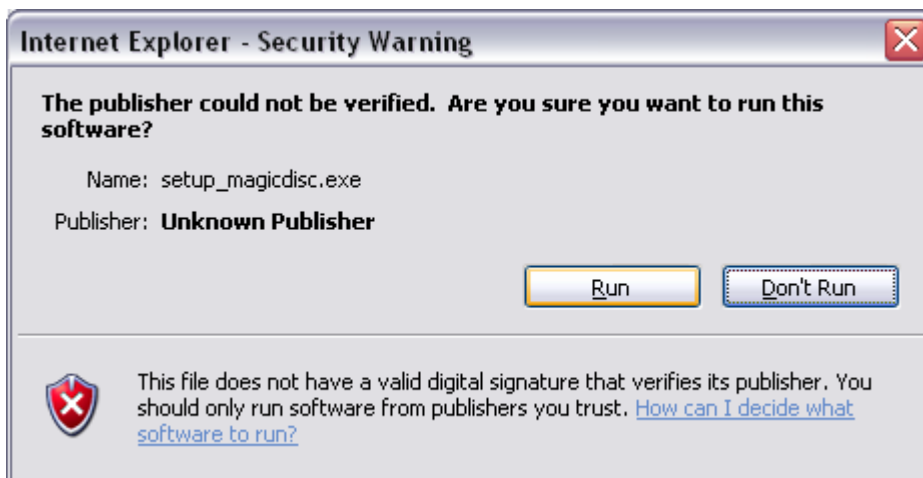 Internet Explorer - Security Warning
The publisher could not be verified.  Are you sure you want to run this
software?
Name: setup_magicdisc.exe
Publisher: Unknown Publisher
Run
Don't Run
This file does not have a valid digital signature that verifies its publisher. You
should only run software from publishers you trust. How can I decide what
software to run?